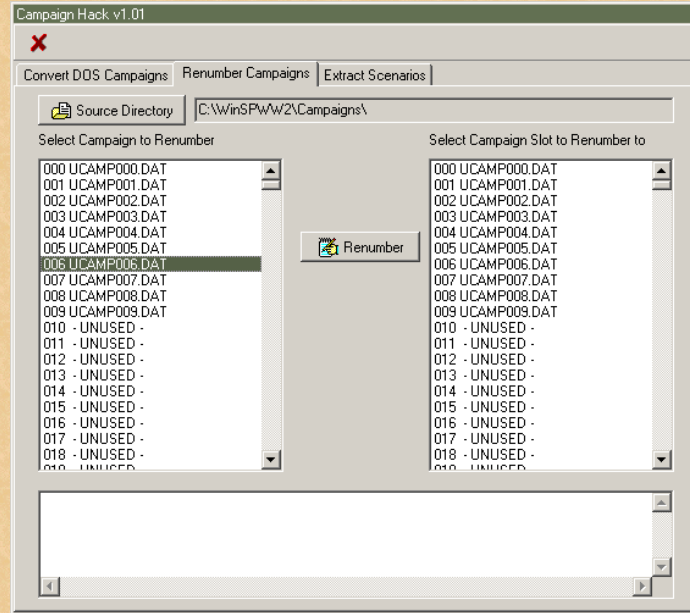 Campaign Hack v1.01
Convert DOS Campaigns
Renumber Campaigns
Extract Scenarios
Source Directory
C:\WinSPWW2\Campaigns\
Select Campaign to Renumber
000 UCAMP000.DAT
001 UCAMP001.DAT
002 UCAMP002.DAT
003 UCAMP003.DAT
004 UCAMP004.DAT
005 UCAMP005.DAT
006 UCAMP006.DAT
007 UCAMP007.DAT
008 UCAMP008.DAT
009 UCAMP009.DAT
010 - UNUSED -
011 - UNUSED -
012 - UNUSED -
013 - UNUSED -
014 - UNUSED -
015 - UNUSED -
016 - UNUSED -
017 - UNUSED -
018 - UNUSED -
019 - UNUSED -
Renumber
Select Campaign Slot to Renumber to
000 UCAMP000.DAT
001 UCAMP001.DAT
002 UCAMP002.DAT
003 UCAMP003.DAT
004 UCAMP004.DAT
005 UCAMP005.DAT
006 UCAMP006.DAT
007 UCAMP007.DAT
008 UCAMP008.DAT
009 UCAMP009.DAT
010 - UNUSED -
011 - UNUSED -
012 - UNUSED -
013 - UNUSED -
014 - UNUSED -
015 - UNUSED -
016 - UNUSED -
017 - UNUSED -
018 - UNUSED -
019 - UNUSED -